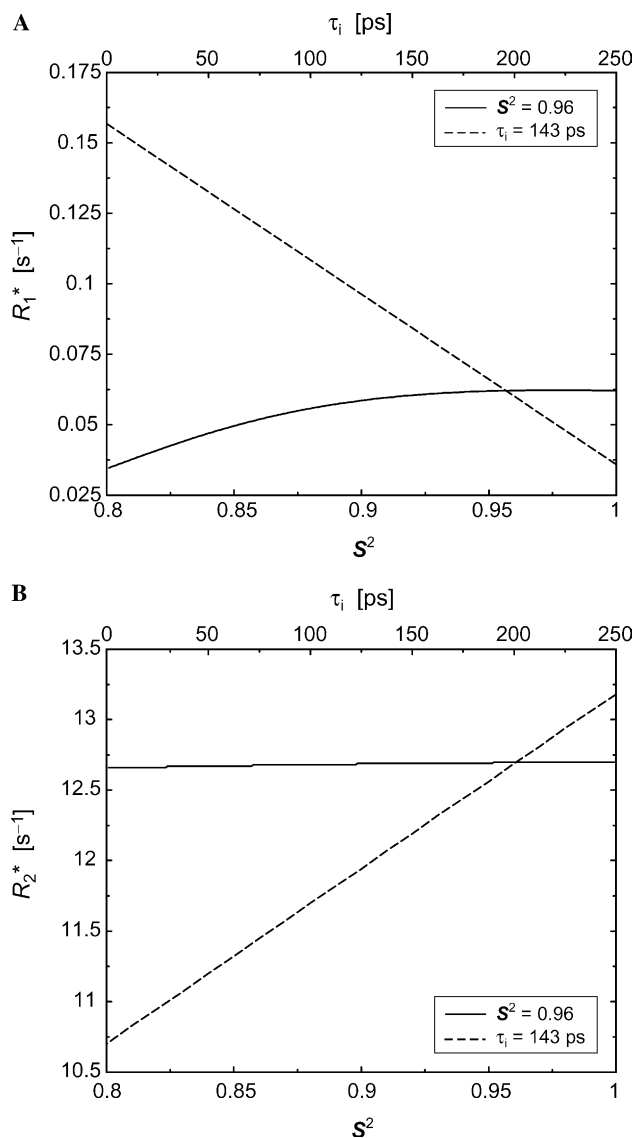 A
τi [ps]
0 50 100 150 200 250
0.175
S² = 0.96
τi = 143 ps
0.15
0.125
R1* [s⁻¹]
0.1
0.075
0.05
0.025
0.8 0.85 0.9 0.95 1
S²
B
τi [ps]
0 50 100 150 200 250
13.5
13
12.5
R2* [s⁻¹]
12
11.5
11
S² = 0.96
τi = 143 ps
10.5
0.8 0.85 0.9 0.95 1
S²